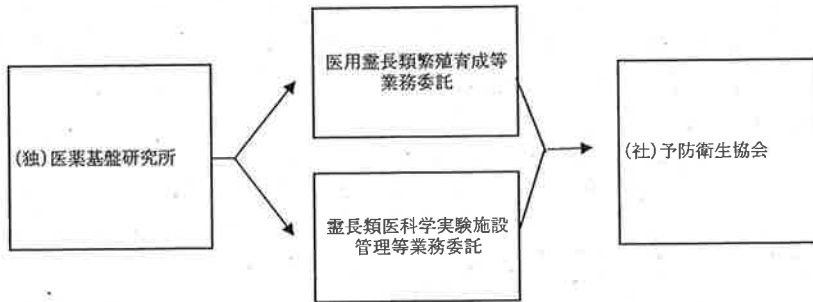 (独)医薬基盤研究所
医用霊長類繁殖育成等
業務委託
霊長類医科学実験施設
管理等業務委託
(社)予防衛生協会